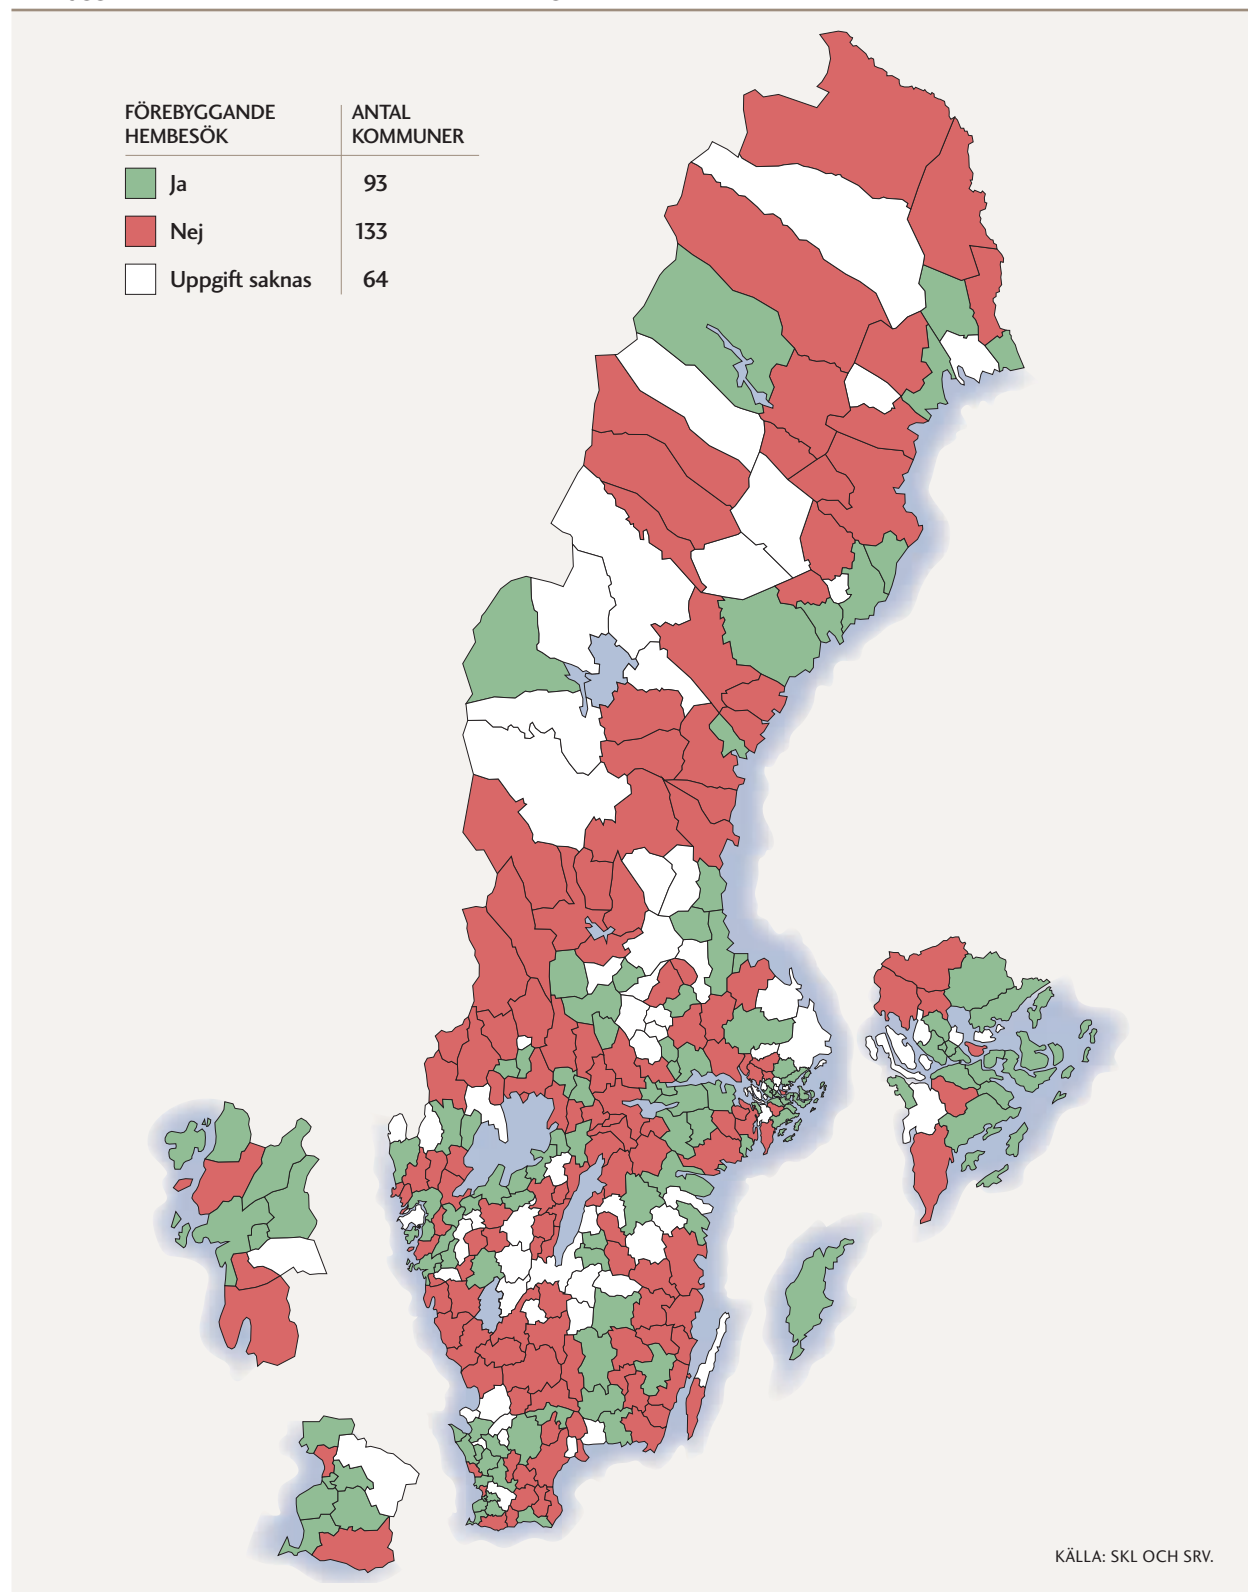 FÖREBYGGANDE
HEMBESÖK
ANTAL
KOMMUNER
Ja 93
Nej 133
Uppgift saknas 64
KÄLLA: SKL OCH SRV.